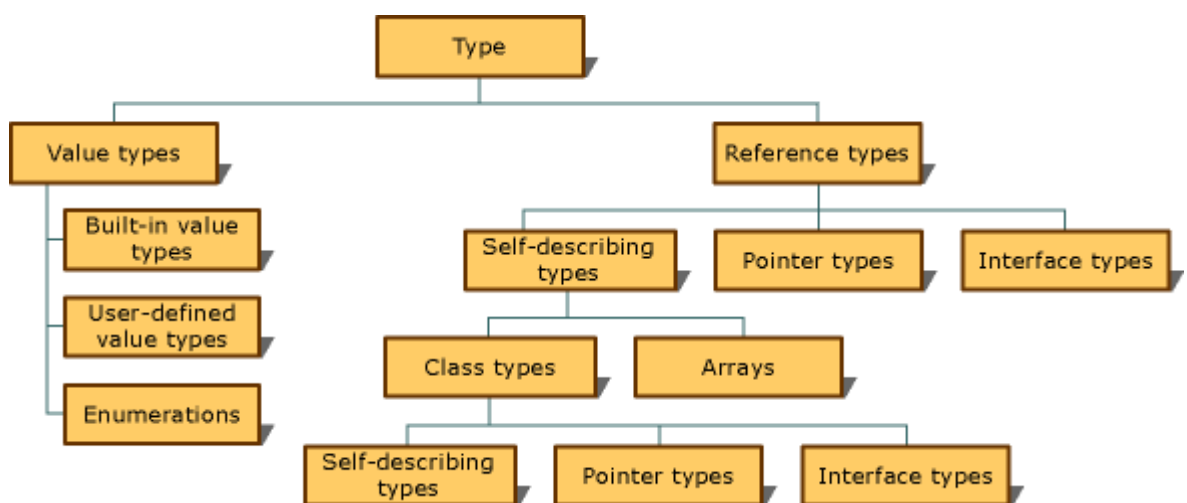 Type
Value types
Reference types
Built-in value
types
User-defined
value types
Enumerations
Self-describing
types
Pointer types
Interface types
Class types
Arrays
Self-describing
types
Pointer types
Interface types